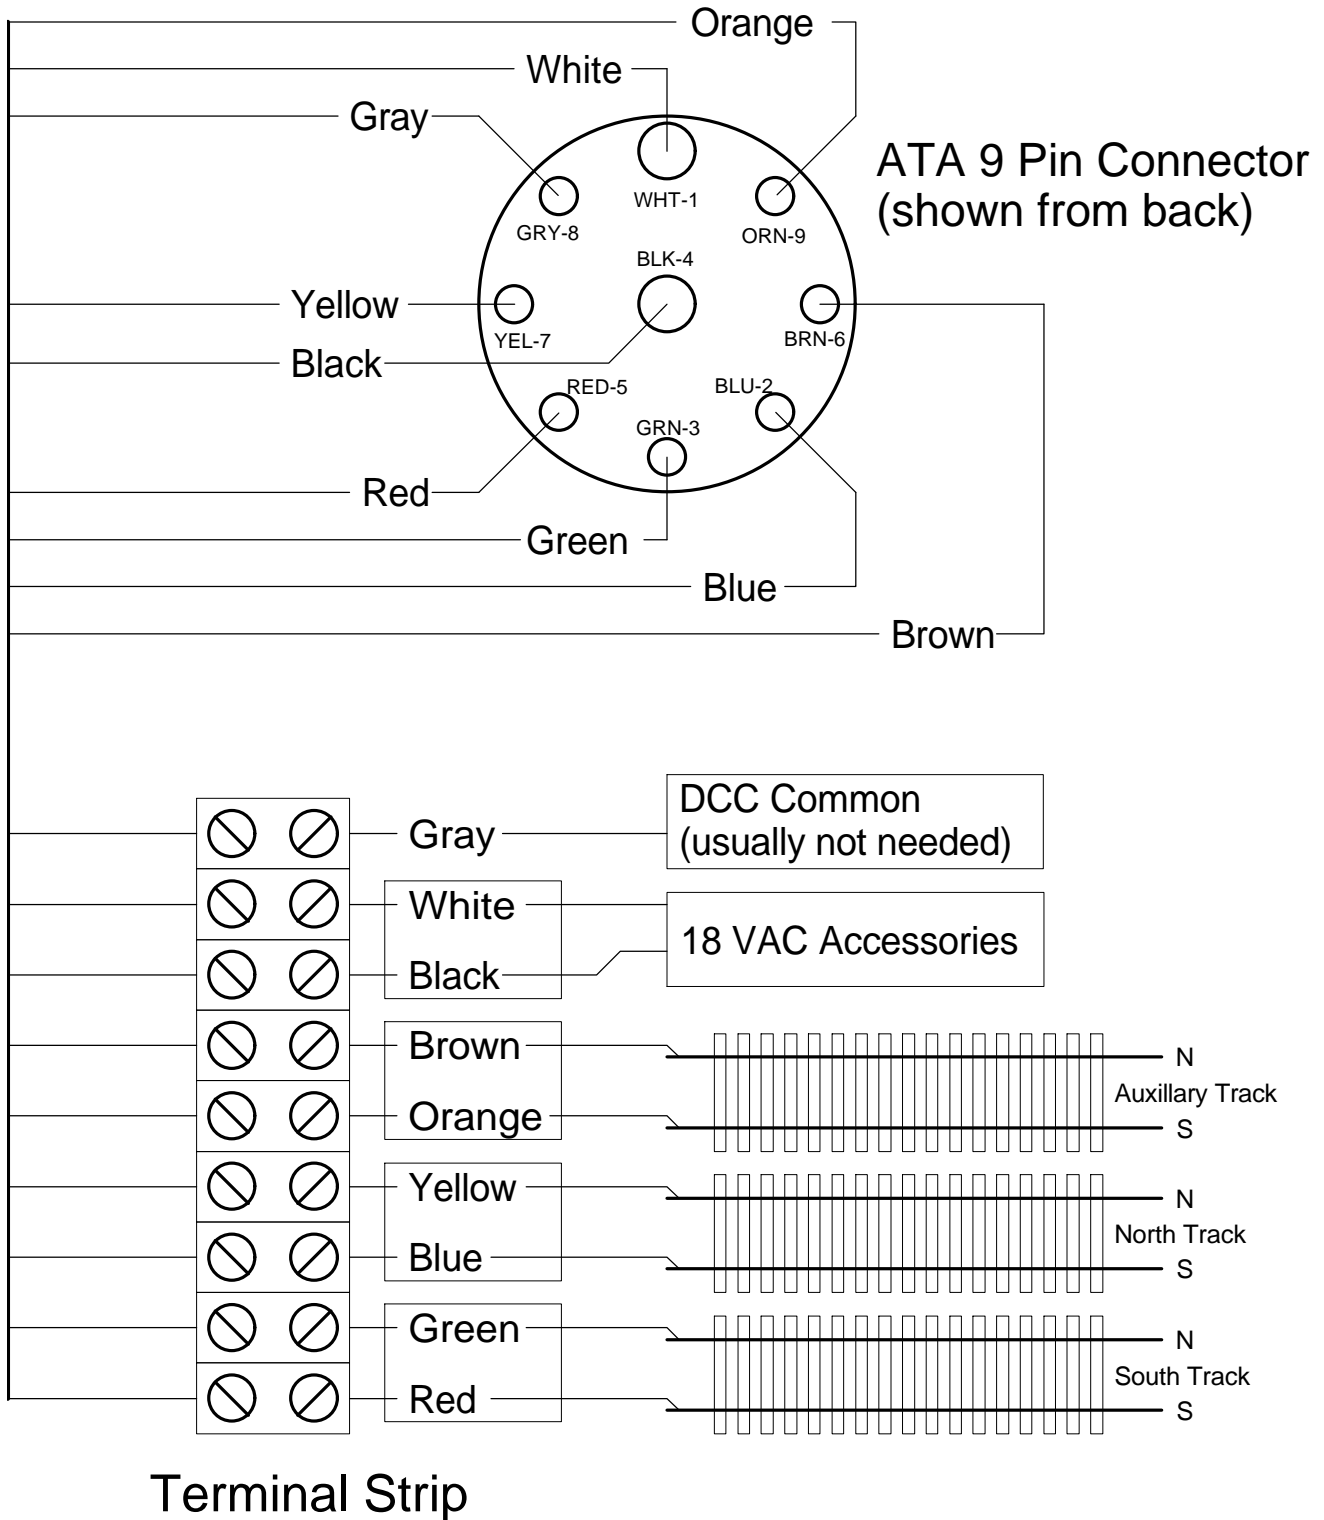 Orange
White
Gray
ATA 9 Pin Connector
(shown from back)
WHT-1
GRY-8
ORN-9
BLK-4
Yellow
YEL-7
BRN-6
Black
RED-5
BLU-2
GRN-3
Red
Green
Blue
Brown
DCC Common
(usually not needed)
Gray
White
18 VAC Accessories
Black
Brown
N
Auxillary Track
Orange
S
Yellow
N
North Track
Blue
S
Green
N
South Track
Red
S
Terminal Strip